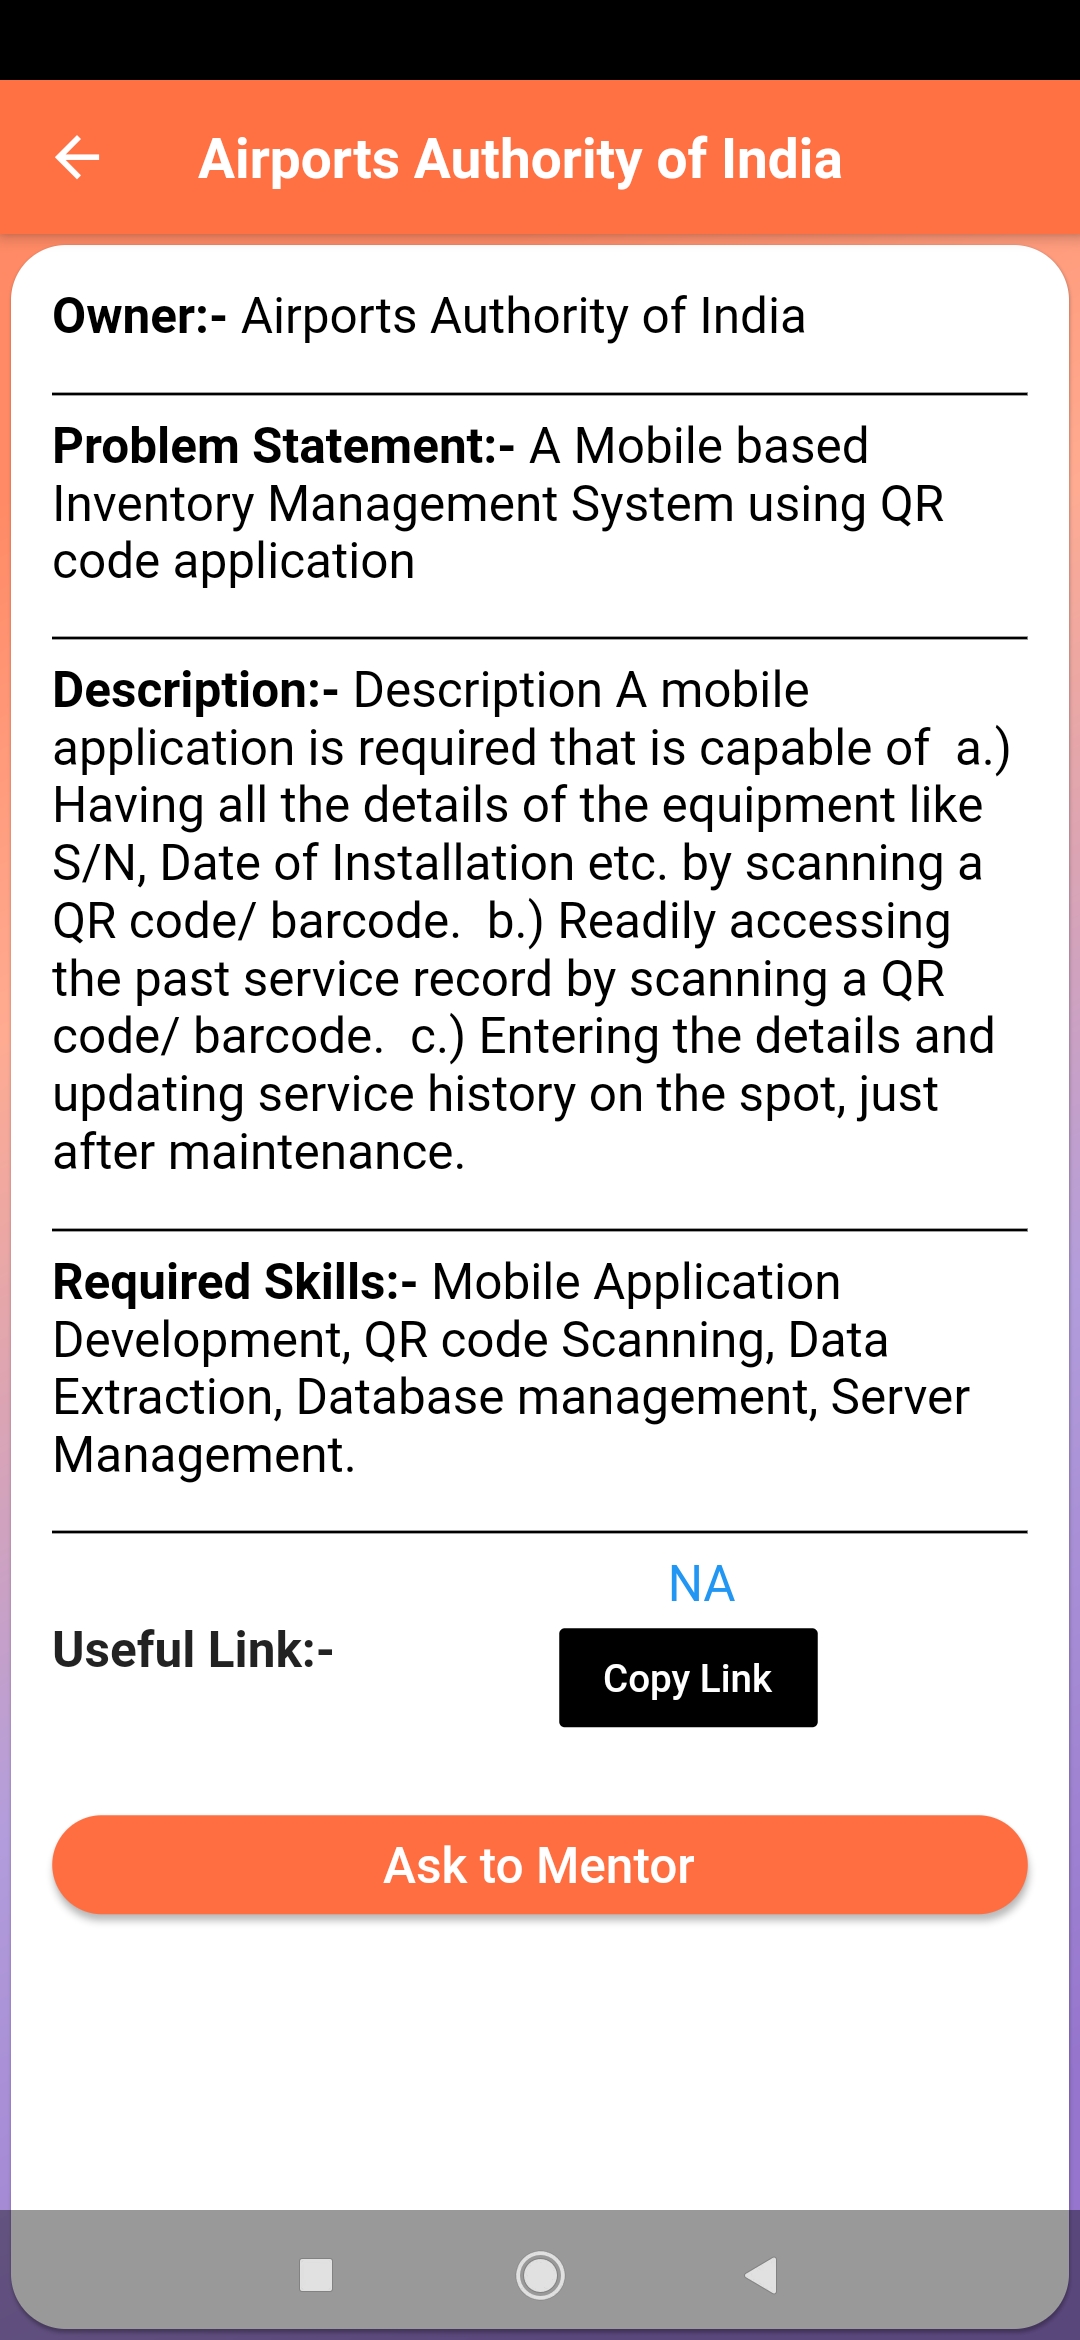 Airports Authority of India
Owner:- Airports Authority of India
Problem Statement:- A Mobile based
Inventory Management System using QR
code application
Description:- Description A mobile
application is required that is capable of  a.)
Having all the details of the equipment like
S/N, Date of Installation etc. by scanning a
QR code/ barcode.  b.) Readily accessing
the past service record by scanning a QR
code/ barcode.  c.) Entering the details and
updating service history on the spot, just
after maintenance.
Required Skills:- Mobile Application
Development, QR code Scanning, Data
Extraction, Database management, Server
Management.
NA
Useful Link:-
Copy Link
Ask to Mentor